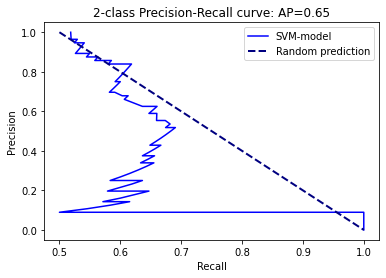 2-class Precision-Recall curve: AP=0.65
SVM-model
Random prediction
Precision
1.0
0.8
0.6
0.4
0.2
0.0
0.5 0.6 0.7 0.8 0.9 1.0
Recall